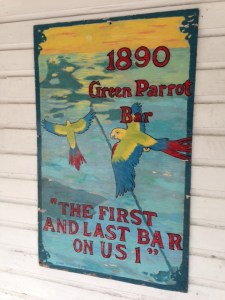 1890
Green Parrot
Bar
"THE FIRST
AND LAST BAR
ON US 1"